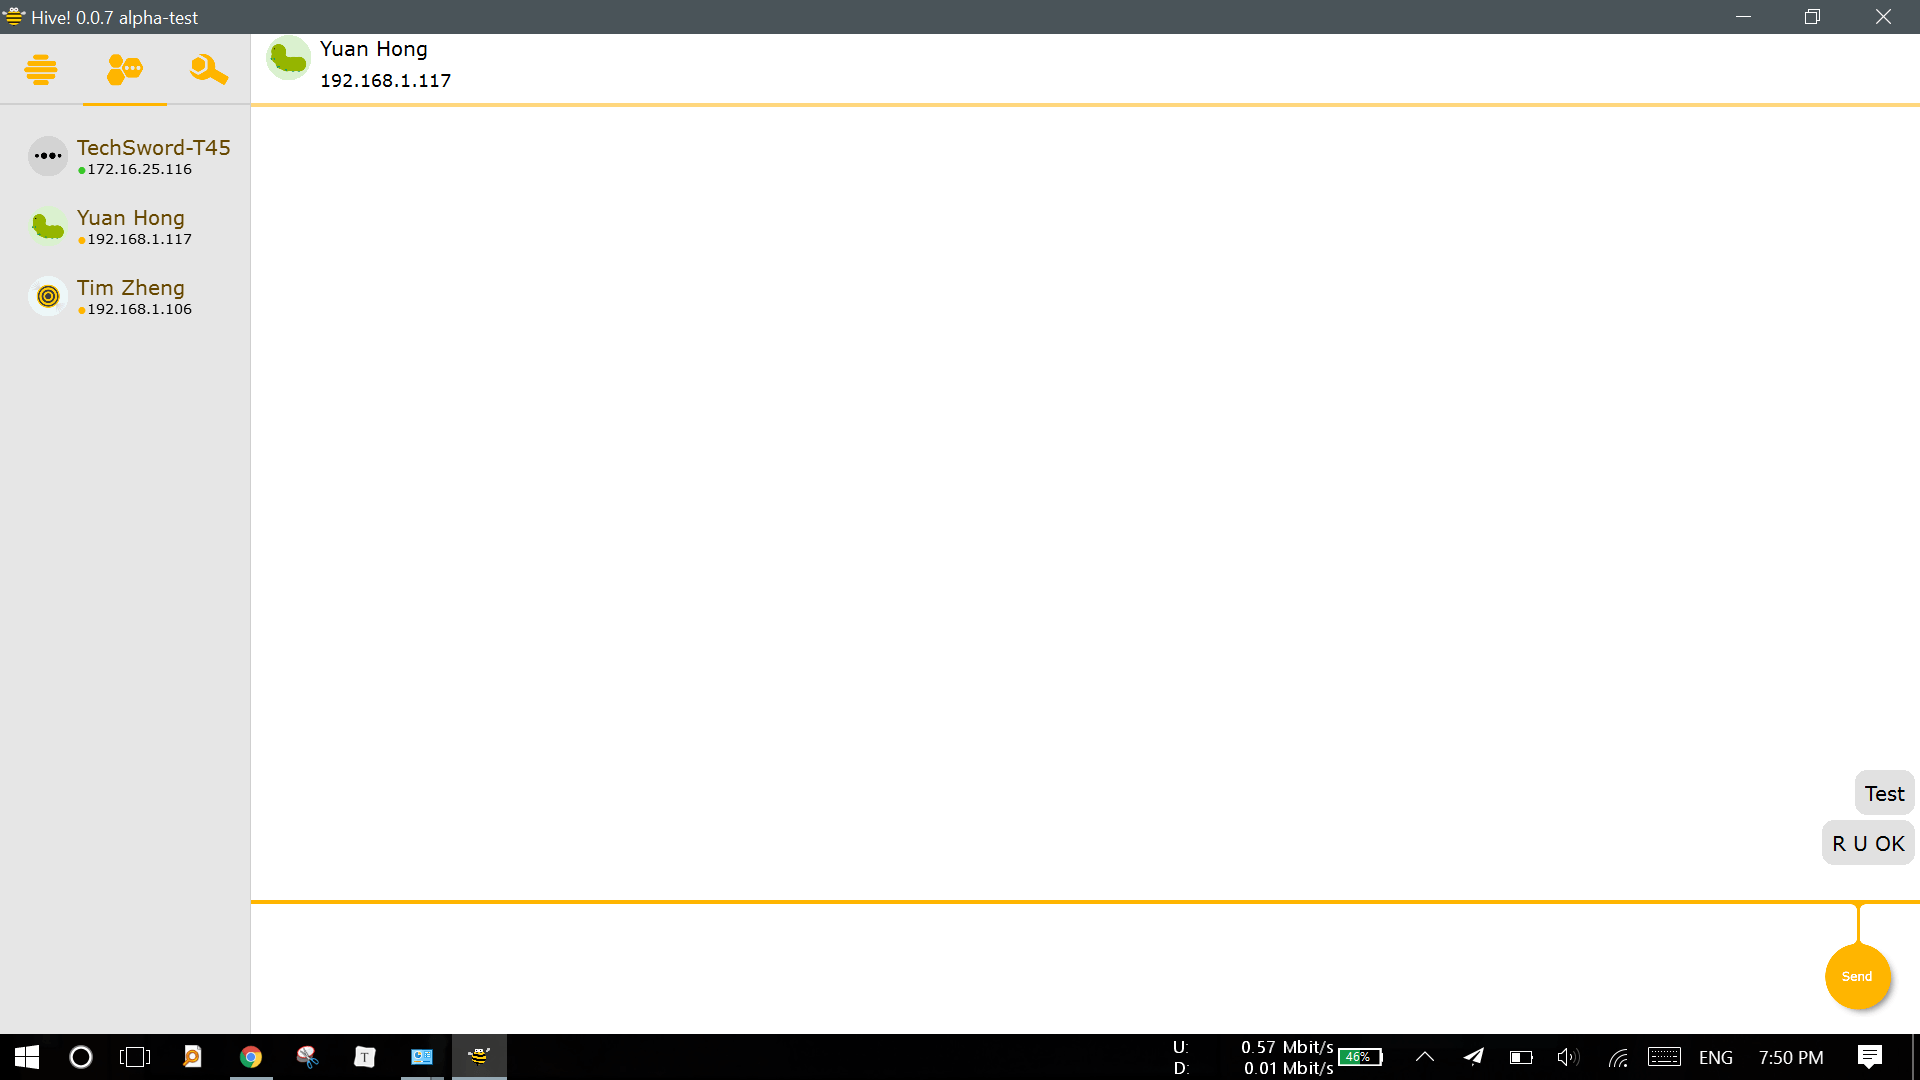 Hive! 0.0.7 alpha-test
Yuan Hong
192.168.1.117
TechSword-T45
172.16.25.116
Yuan Hong
192.168.1.117
Tim Zheng
192.168.1.106
Test
R U OK
Send
T
U: 0.57 Mbit/s
D: 0.01 Mbit/s
46%
ENG
7:50 PM